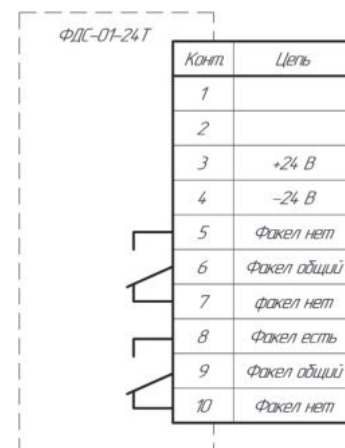 ФДС-01-24Т
Конт. Цепь
1
2
3 +24 В
4 –24 В
5 Факел нет
6 Факел общий
7 факел нет
8 Факел есть
9 Факел общий
10 Факел нет